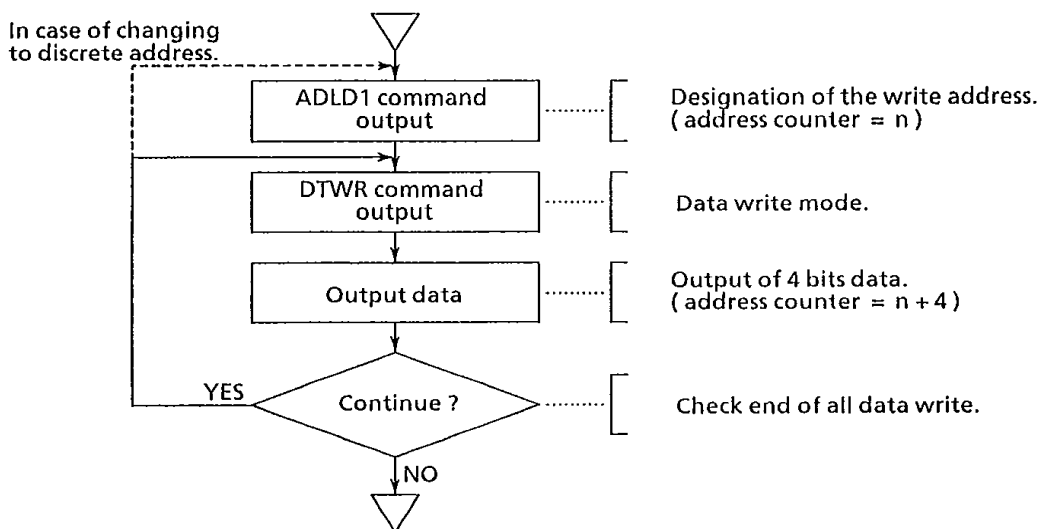 In case of changing
to discrete address.
ADLD1 command
output
Designation of the write address.
( address counter = n )
DTWR command
output
Data write mode.
Output data
Output of 4 bits data.
( address counter = n + 4 )
YES
Continue ?
Check end of all data write.
NO